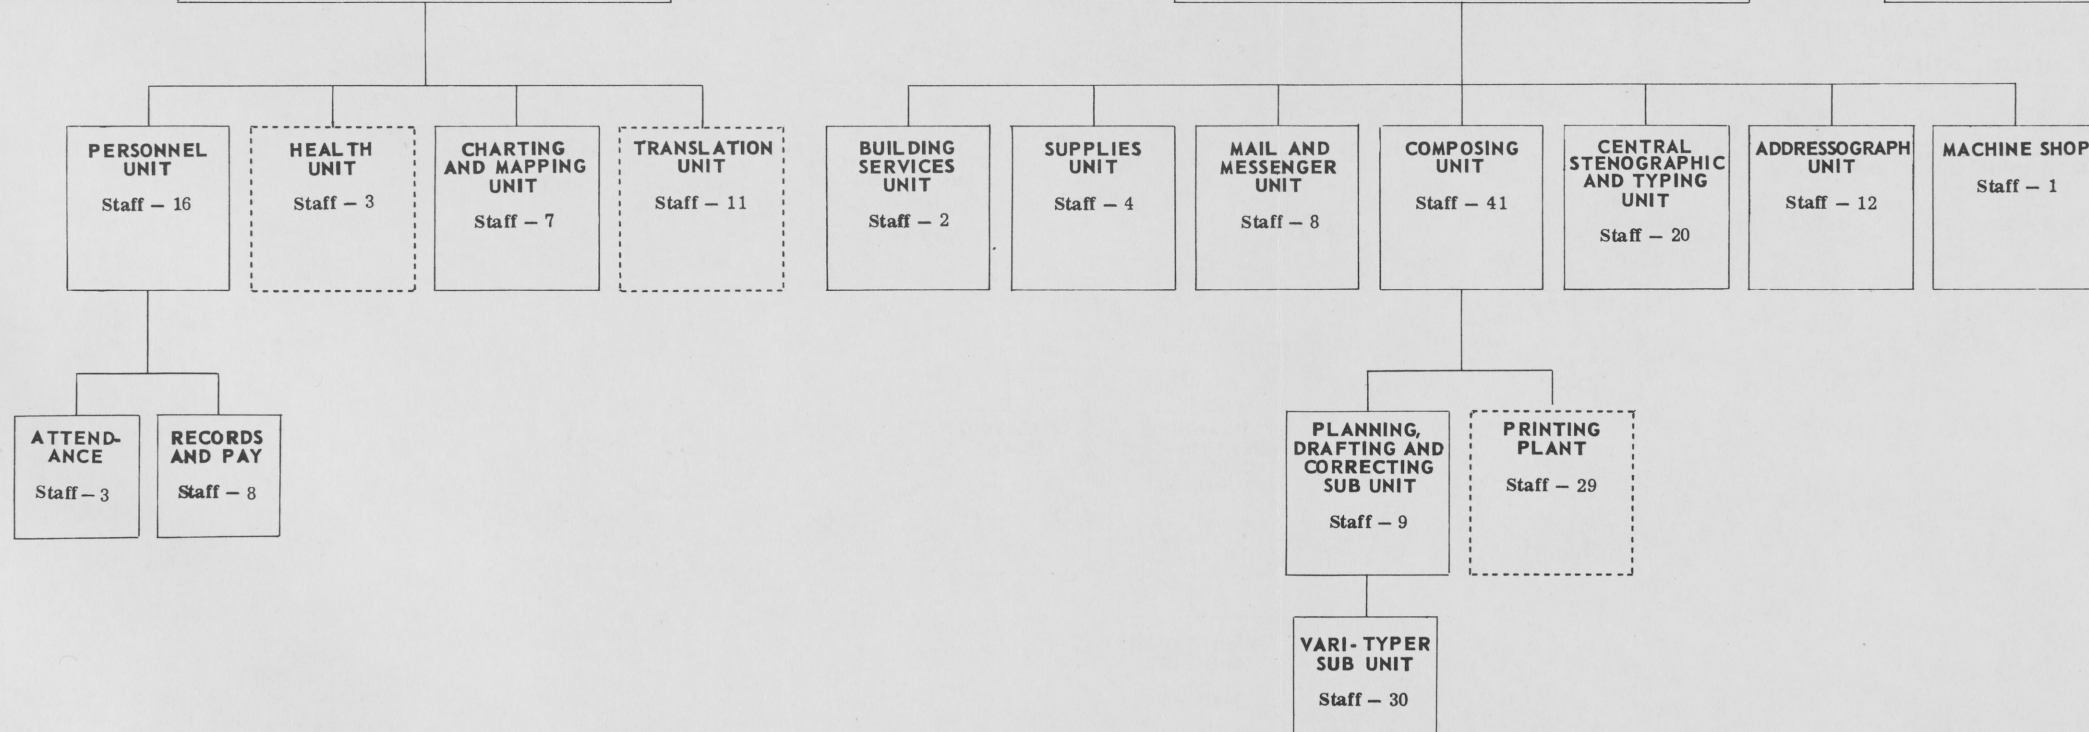 PERSONNEL
UNIT
Staff – 16
HEALTH
UNIT
Staff – 3
CHARTING
AND MAPPING
UNIT
Staff – 7
TRANSLATION
UNIT
Staff – 11
BUILDING
SERVICES
UNIT
Staff – 2
SUPPLIES
UNIT
Staff – 4
MAIL AND
MESSENGER
UNIT
Staff – 8
COMPOSING
UNIT
Staff – 41
CENTRAL
STENOGRAPHIC
AND TYPING
UNIT
Staff – 20
ADDRESSOGRAPH
UNIT
Staff – 12
MACHINE SHOP
Staff – 1
ATTEND-
ANCE
Staff – 3
RECORDS
AND PAY
Staff – 8
PLANNING,
DRAFTING AND
CORRECTING
SUB UNIT
Staff – 9
PRINTING
PLANT
Staff – 29
VARI-TYPER
SUB UNIT
Staff – 30